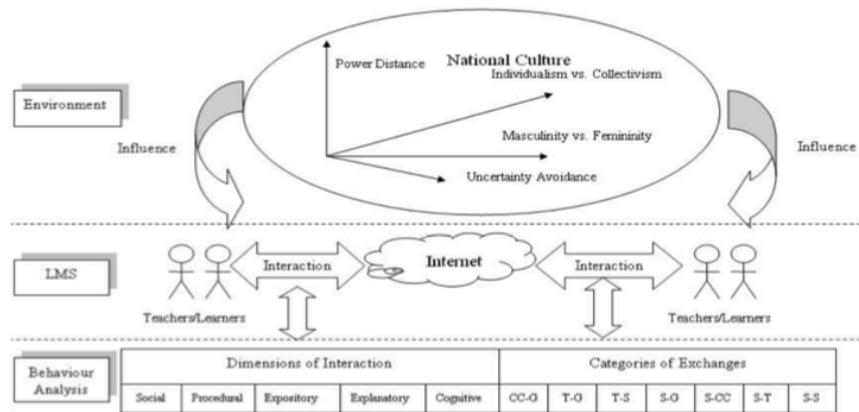 National Culture
Power Distance
Individualism vs. Collectivism
Environment
Masculinity vs. Femininity
Influence
Influence
Uncertainty Avoidance
LMS
Interaction
Internet
Interaction
Teachers/Learners
Teachers/Learners
Behaviour
Analysis
Dimensions of Interaction
Categories of Exchanges
Social Procedural Expository Explanatory Cognitive CC-G T-G T-S S-G S-CC S-T S-S